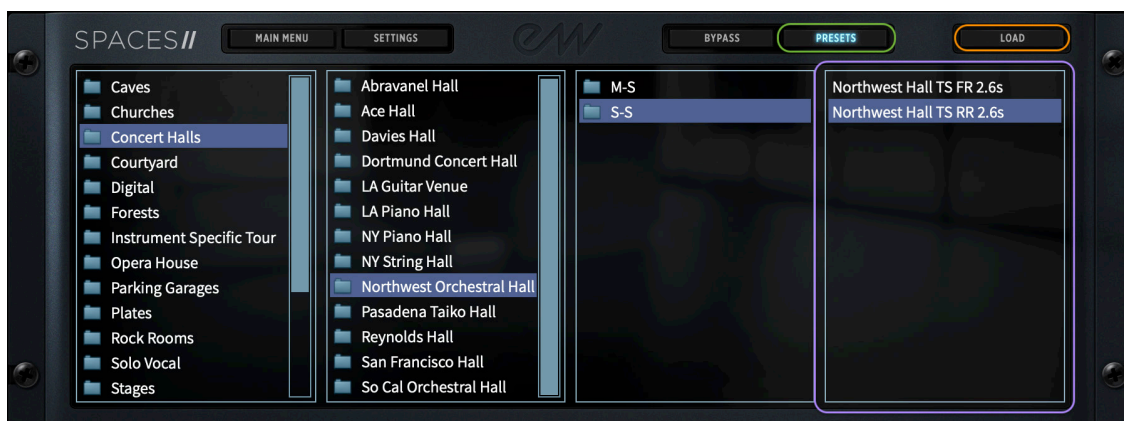 SPACES II
MAIN MENU
SETTINGS
EW
BYPASS
PRESETS
LOAD
Caves
Churches
Concert Halls
Courtyard
Digital
Forests
Instrument Specific Tour
Opera House
Parking Garages
Plates
Rock Rooms
Solo Vocal
Stages
Abravanel Hall
Ace Hall
Davies Hall
Dortmund Concert Hall
LA Guitar Venue
LA Piano Hall
NY Piano Hall
NY String Hall
Northwest Orchestral Hall
Pasadena Taiko Hall
Reynolds Hall
San Francisco Hall
So Cal Orchestral Hall
M-S
S-S
Northwest Hall TS FR 2.6s
Northwest Hall TS RR 2.6s